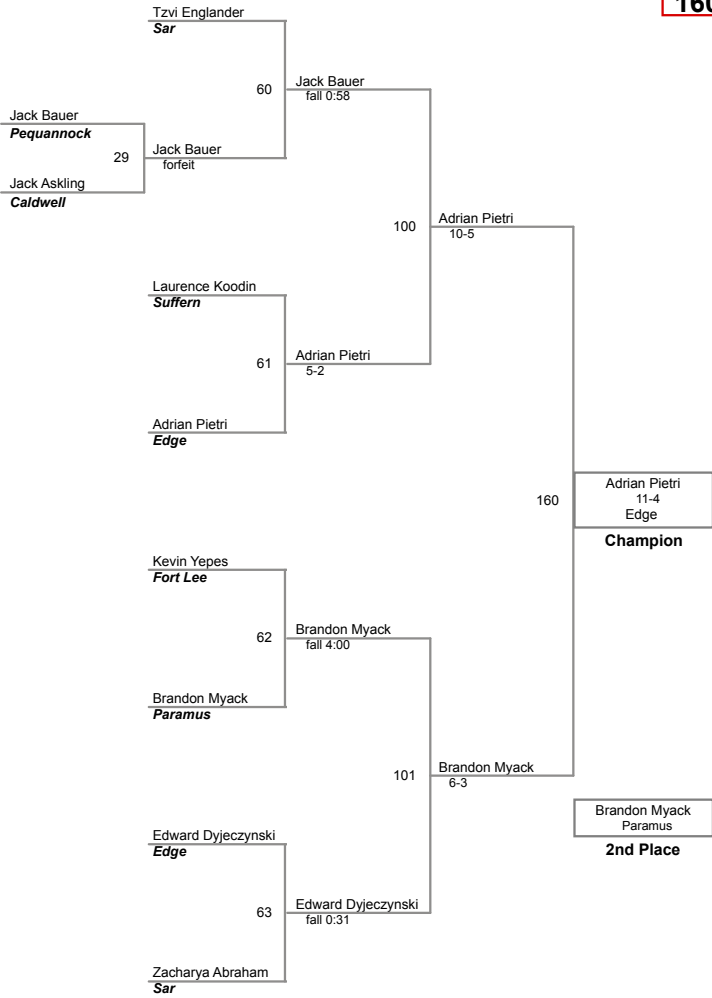 160
Tzvi Englander
Sar
60
Jack Bauer
fall 0:58
Jack Bauer
Pequannock
29
Jack Bauer
forfeit
Jack Askling
Caldwell
100
Adrian Pietri
10-5
Laurence Koodin
Suffern
61
Adrian Pietri
5-2
Adrian Pietri
Edge
160
Adrian Pietri
11-4
Edge
Champion
Kevin Yepes
Fort Lee
62
Brandon Myack
fall 4:00
Brandon Myack
Paramus
101
Brandon Myack
6-3
Brandon Myack
Paramus
2nd Place
Edward Dyjeczynski
Edge
63
Edward Dyjeczynski
fall 0:31
Zacharya Abraham
Sar